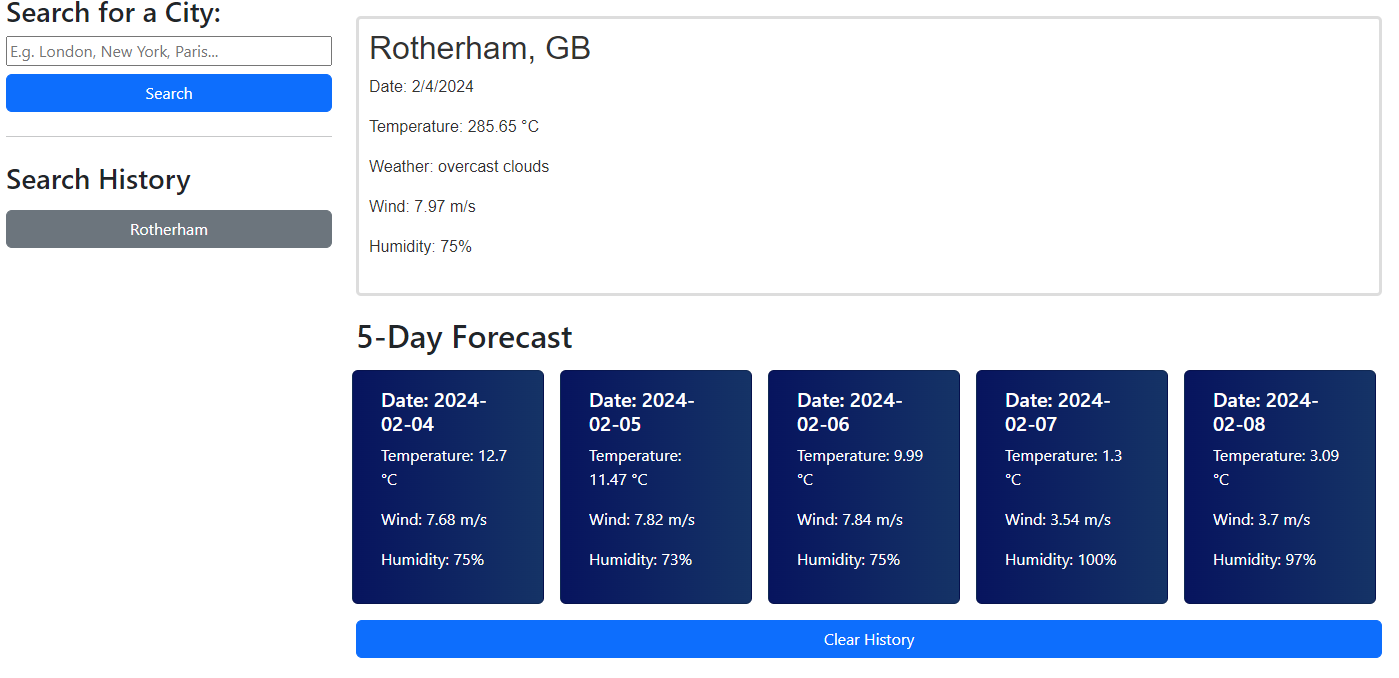 Search for a City:
E.g. London, New York, Paris...
Search
Search History
Rotherham
Rotherham, GB
Date: 2/4/2024
Temperature: 285.65 °C
Weather: overcast clouds
Wind: 7.97 m/s
Humidity: 75%
5-Day Forecast
Date: 2024-
02-04
Temperature: 12.7
°C
Wind: 7.68 m/s
Humidity: 75%
Date: 2024-
02-05
Temperature:
11.47 °C
Wind: 7.82 m/s
Humidity: 73%
Date: 2024-
02-06
Temperature: 9.99
°C
Wind: 7.84 m/s
Humidity: 75%
Date: 2024-
02-07
Temperature: 1.3
°C
Wind: 3.54 m/s
Humidity: 100%
Date: 2024-
02-08
Temperature: 3.09
°C
Wind: 3.7 m/s
Humidity: 97%
Clear History